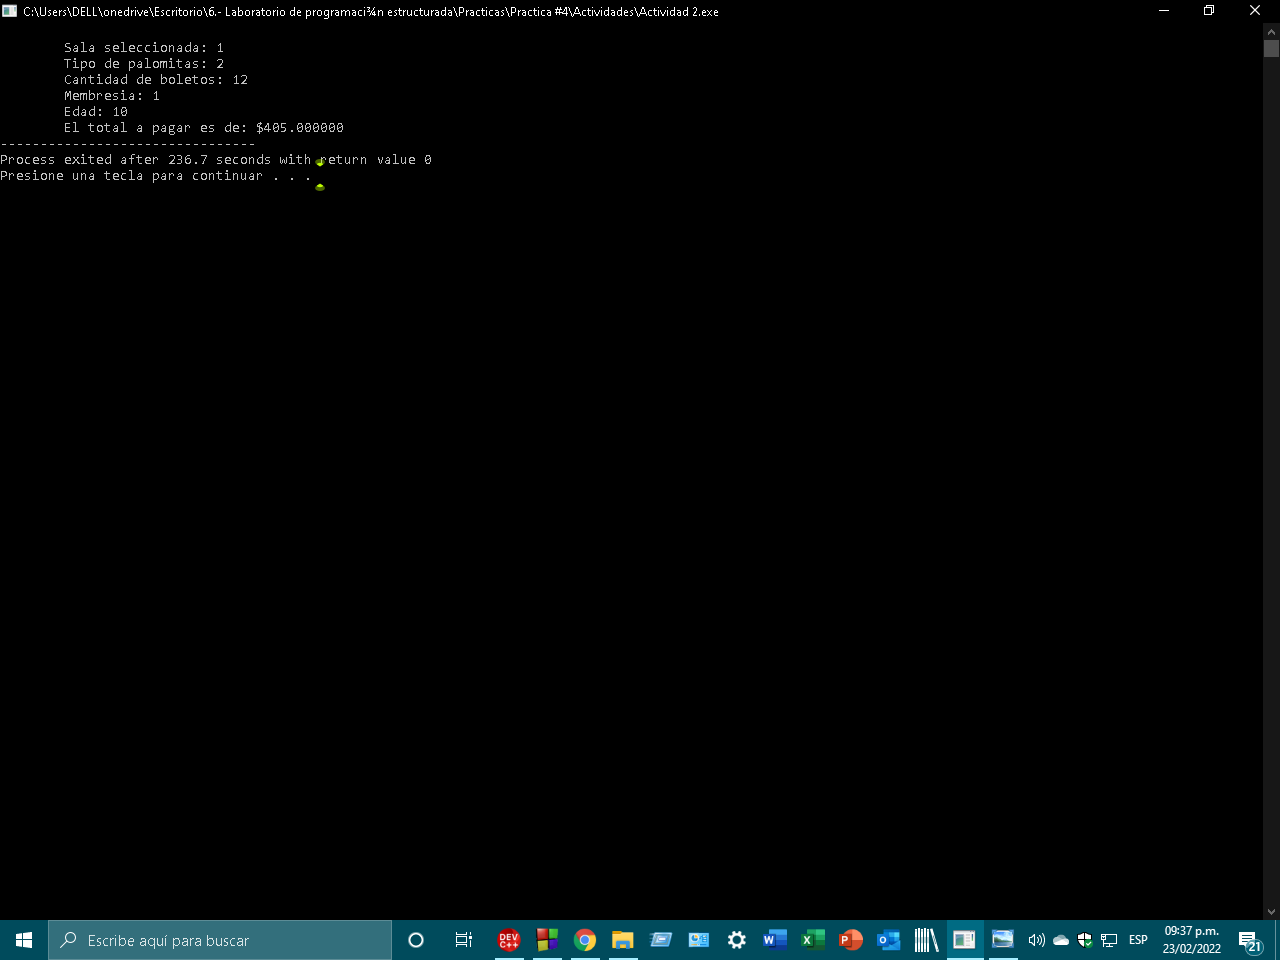 C:\Users\DELL\onedrive\Escritorio\6.- Laboratorio de programaci¾n estructurada\Practicas\Practica #4\Actividades\Actividad 2.exe
Sala seleccionada: 1
Tipo de palomitas: 2
Cantidad de boletos: 12
Membresia: 1
Edad: 10
El total a pagar es de: $405.000000
--------------------------------
Process exited after 236.7 seconds with return value 0
Presione una tecla para continuar . . .
Escribe aquí para buscar
DEV
C++
ESP
09:37 p.m.
23/02/2022
21